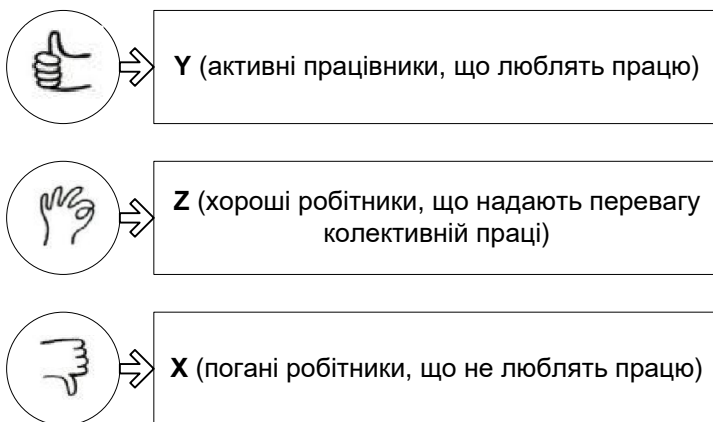 Y (активні працівники, що люблять працю)
Z (хороші робітники, що надають перевагу
колективній праці)
X (погані робітники, що не люблять працю)